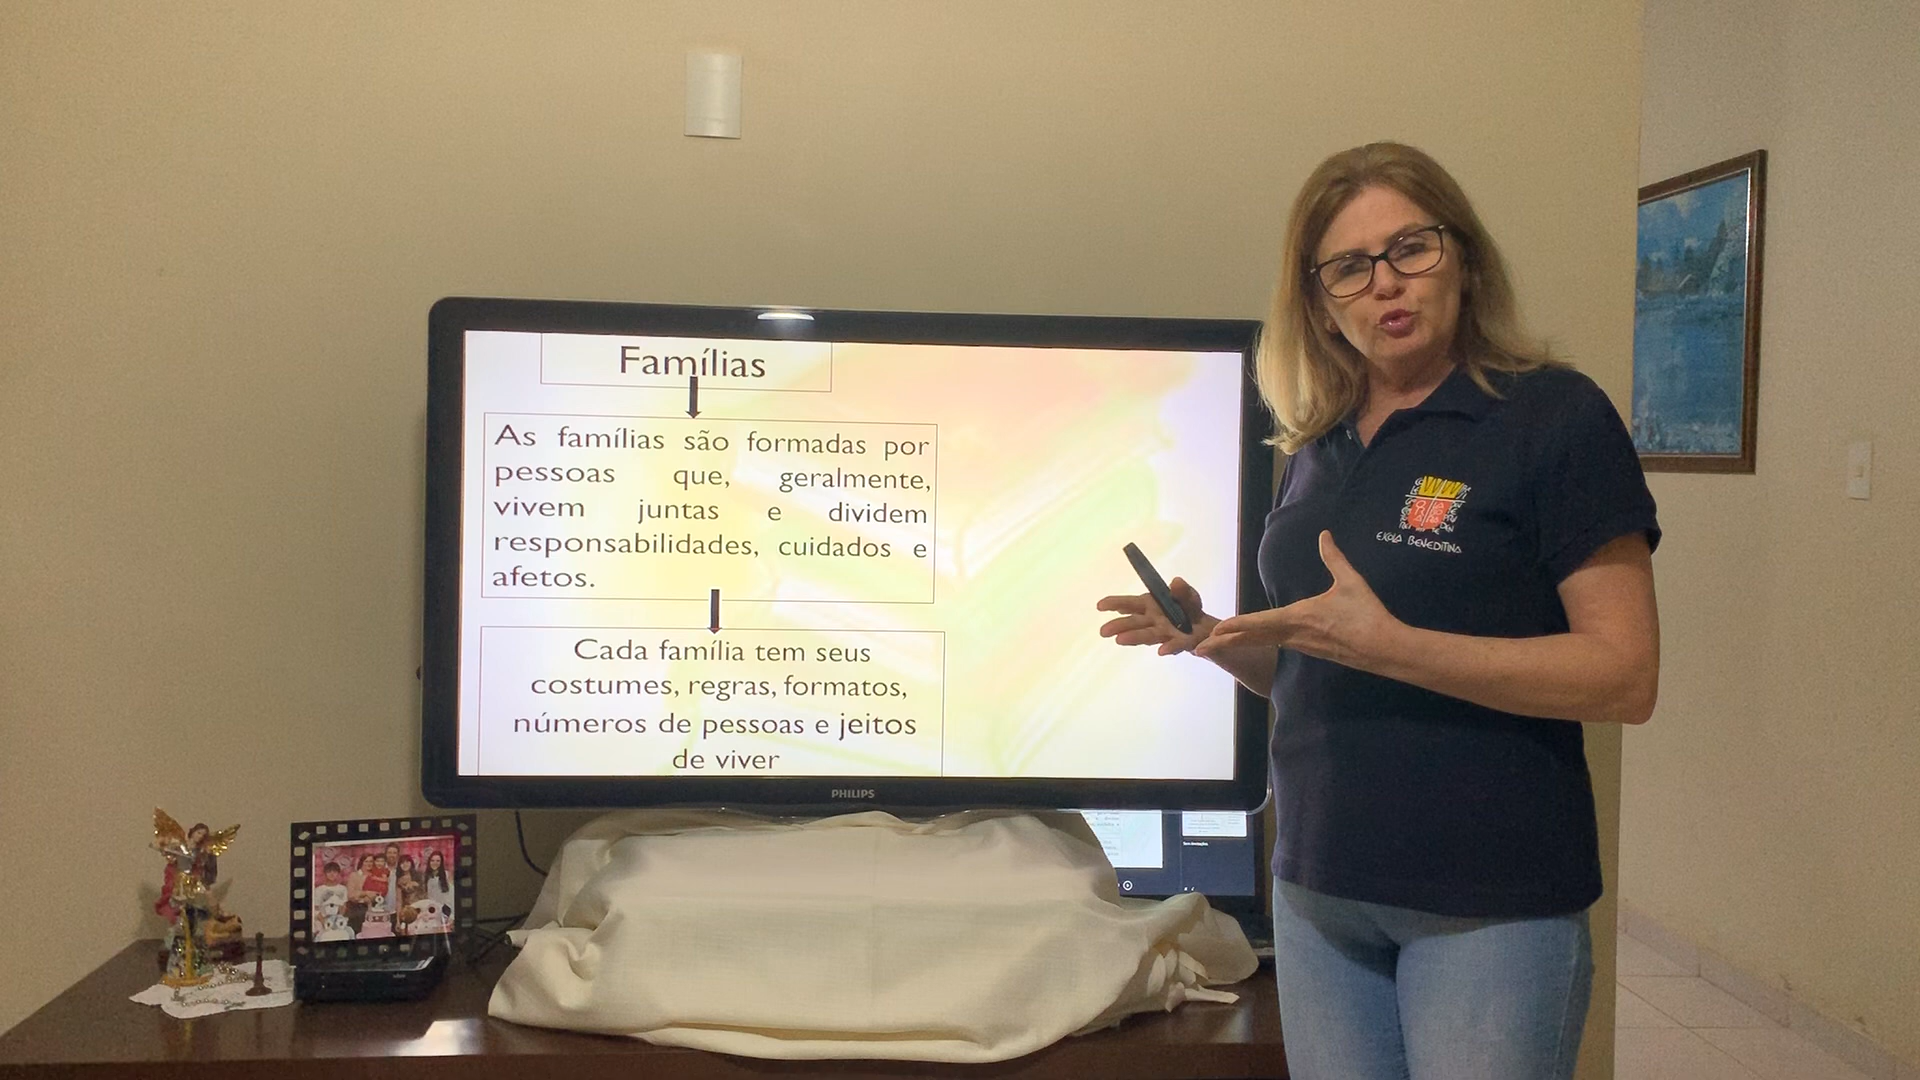 Famílias
As famílias são formadas por
pessoas que, geralmente,
vivem juntas e dividem
responsabilidades, cuidados e
afetos.
Cada família tem seus
costumes, regras, formatos,
números de pessoas e jeitos
de viver
PHILIPS
ESCOLA BENEDITINA